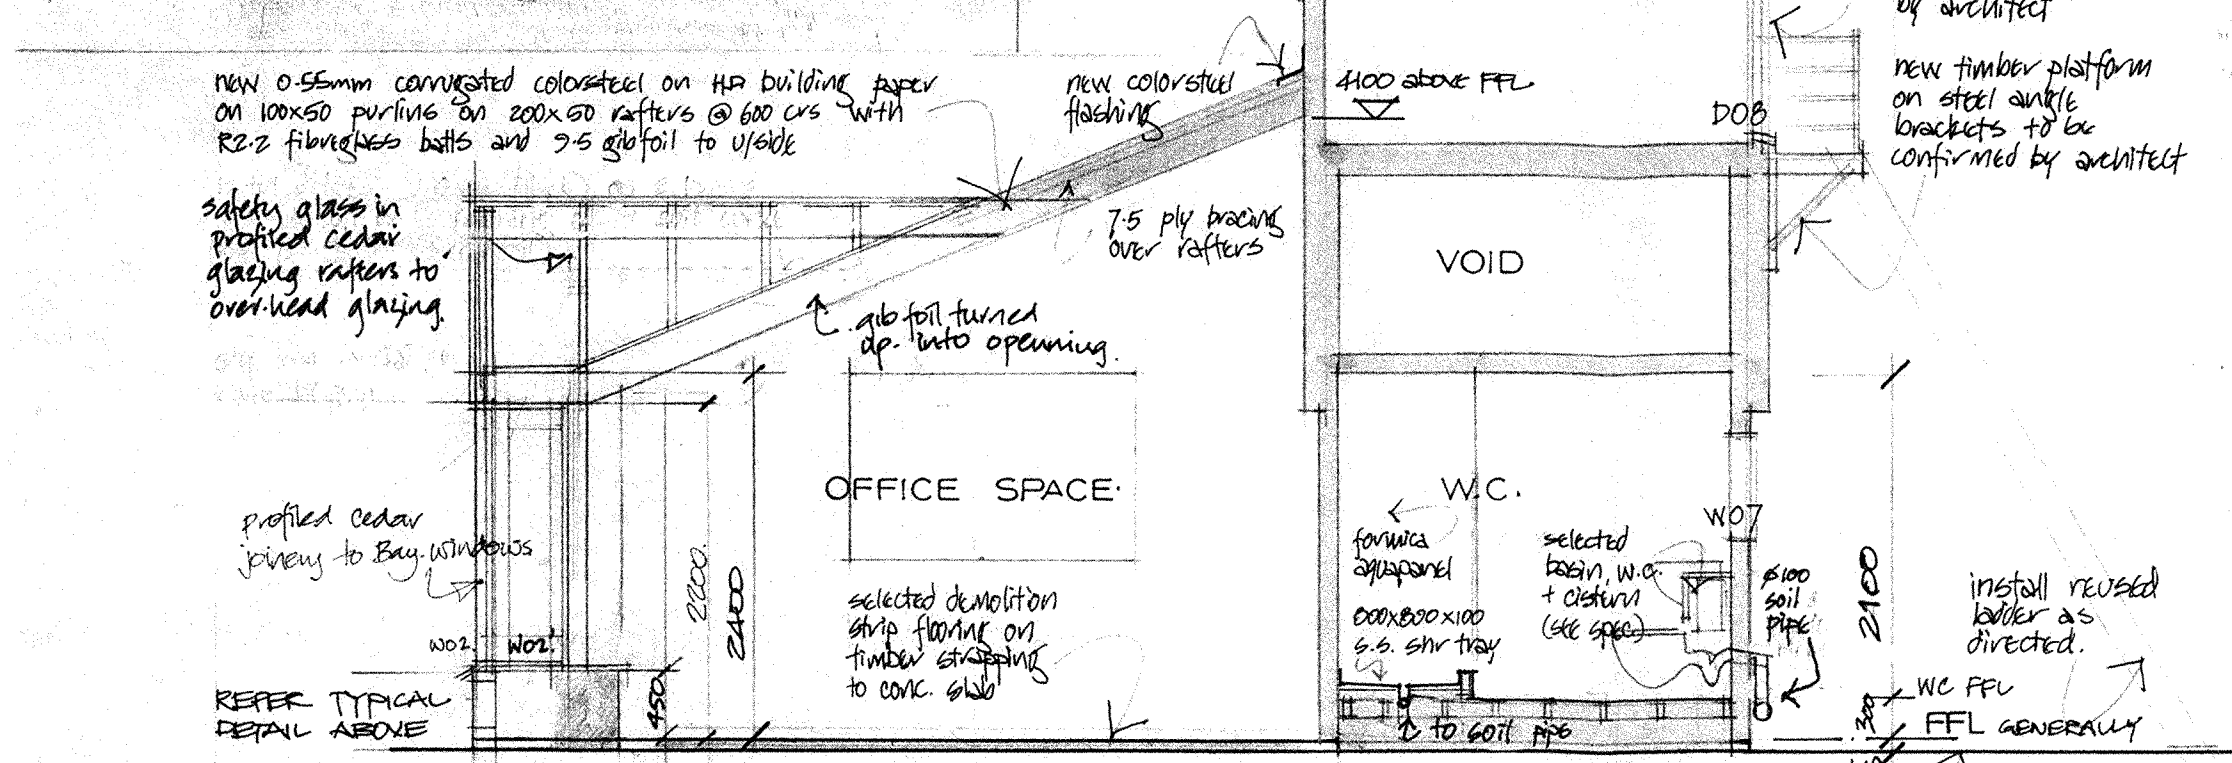 by architect
new 0.55mm corrugated colorsteel on HD building paper
on 100x50 purlins on 200x50 rafters @ 600 crs with
R2.2 fibreglass batts and 9.5 gib foil to u/side
new colorsteel
flashing
4100 above FFL
D08
new timber platform
on steel angle
brackets to be
confirmed by architect
safety glass in
profiled cedar
glazing rafters to
over-head glazing.
7.5 ply bracing
over rafters
VOID
gib foil turned
up. into openning.
OFFICE SPACE.
W.C.
profiled cedar
joinery to Bay. windows
W07
formica
aquapanel
800x800x100
s.s. shr tray
selected
basin, w.c.
+ cistern
(see spec)
ø100
soil
pipe
2100
install reused
ladder as
directed.
2200.
2400
selected demolition
strip flooring on
timber strapping
to conc. slab
W02
W02
450
REFER TYPICAL
DETAIL ABOVE
to soil pipe
300
WC FFL
FFL GENERALLY